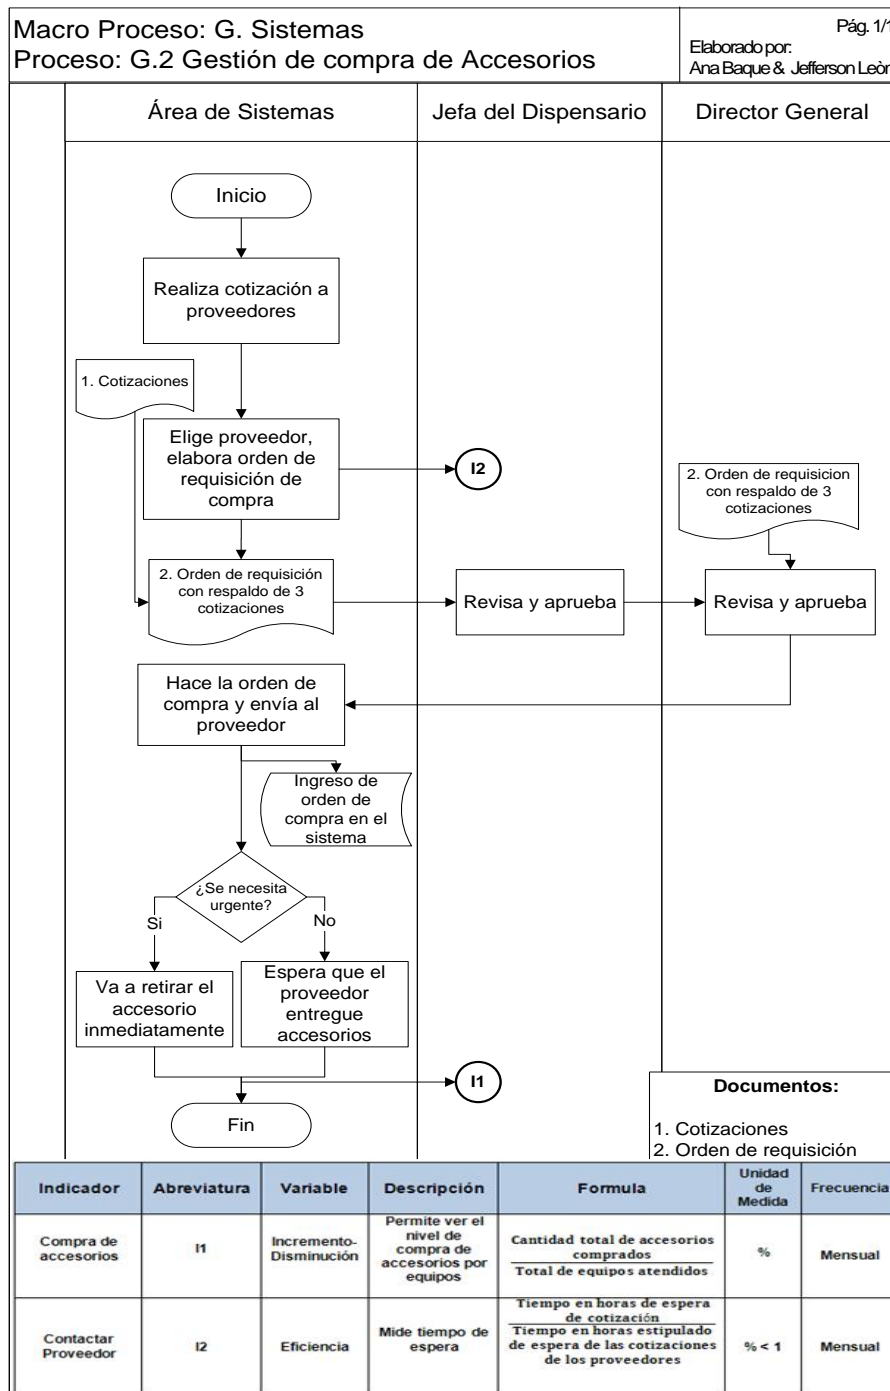 Macro Proceso: G. Sistemas
Proceso: G.2 Gestión de compra de Accesorios
Pág. 1/1
Elaborado por:
Ana Baque & Jefferson Leòn
Área de Sistemas
Jefa del Dispensario
Director General
Inicio
Realiza cotización a
proveedores
1. Cotizaciones
Elige proveedor,
elabora orden de
requisición de
compra
I2
2. Orden de requisicion
con respaldo de 3
cotizaciones
2. Orden de requisición
con respaldo de 3
cotizaciones
Revisa y aprueba
Revisa y aprueba
Hace la orden de
compra y envía al
proveedor
Ingreso de
orden de
compra en el
sistema
¿Se necesita
urgente?
Si
No
Va a retirar el
accesorio
inmediatamente
Espera que el
proveedor
entregue
accesorios
I1
Fin
Documentos:
1. Cotizaciones
2. Orden de requisición
Indicador
Abreviatura
Variable
Descripción
Formula
Unidad
de
Medida
Frecuencia
Compra de
accesorios
I1
Incremento-
Disminución
Permite ver el
nivel de
compra de
accesorios por
equipos
Cantidad total de accesorios
comprados
Total de equipos atendidos
%
Mensual
Contactar
Proveedor
I2
Eficiencia
Mide tiempo de
espera
Tiempo en horas de espera
de cotización
Tiempo en horas estipulado
de espera de las cotizaciones
de los proveedores
% < 1
Mensual